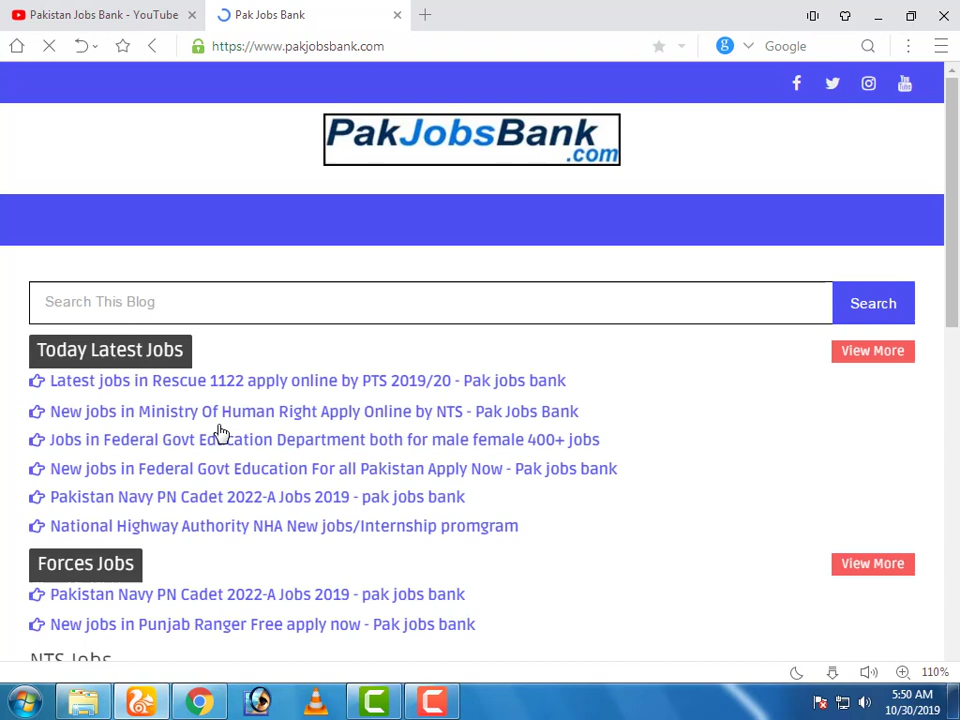 Pakistan Jobs Bank - YouTube
Pak Jobs Bank
https://www.pakjobsbank.com
g
Google
You Tube
PakJobsBank
.com
Search This Blog
Search
Today Latest Jobs
View More
Latest jobs in Rescue 1122 apply online by PTS 2019/20 - Pak jobs bank
New jobs in Ministry Of Human Right Apply Online by NTS - Pak Jobs Bank
Jobs in Federal Govt Education Department both for male female 400+ jobs
New jobs in Federal Govt Education For all Pakistan Apply Now - Pak jobs bank
Pakistan Navy PN Cadet 2022-A Jobs 2019 - pak jobs bank
National Highway Authority NHA New jobs/Internship promgram
Forces Jobs
View More
Pakistan Navy PN Cadet 2022-A Jobs 2019 - pak jobs bank
New jobs in Punjab Ranger Free apply now - Pak jobs bank
NTS Jobs
110%
5:50 AM
10/30/2019